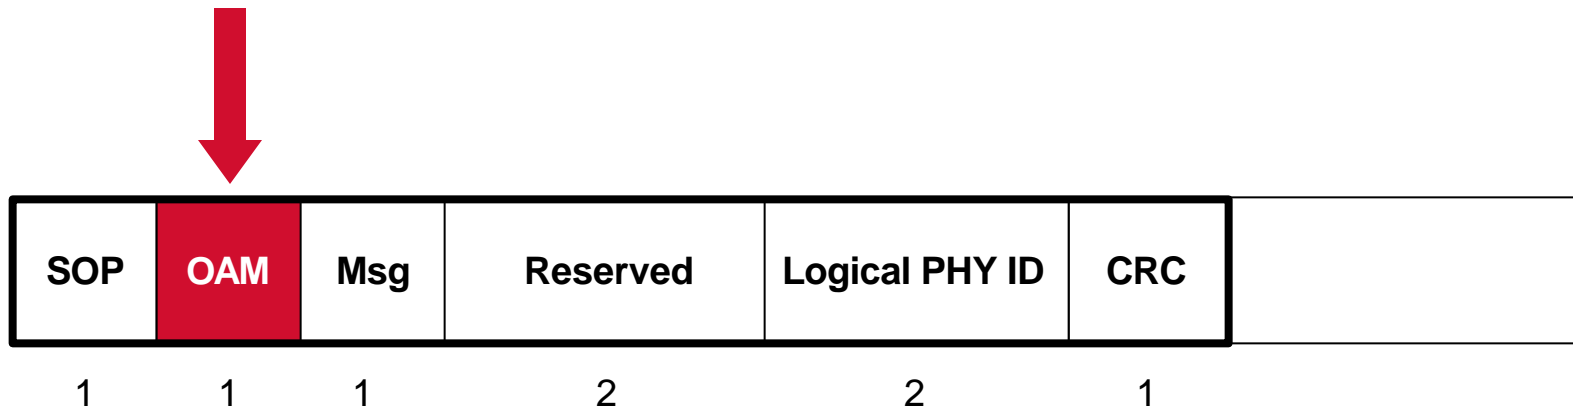 SOP OAM Msg Reserved Logical PHY ID CRC
1 1 1 2 2 1